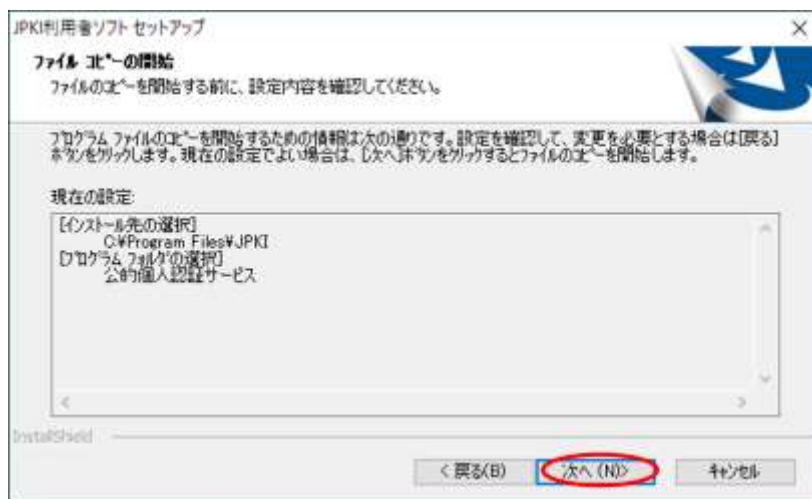 JPKI利用者ソフト セットアップ
ファイル コピーの開始
ファイルのコピーを開始する前に、設定内容を確認してください。
プログラム ファイルのコピーを開始するための情報は次の通りです。設定を確認して、変更を必要とする場合は[戻る]
ボタンをクリックします。現在の設定でよい場合は、[次へ]ボタンをクリックするとファイルのコピーを開始します。
現在の設定:
[インストール先の選択]
C:¥Program Files¥JPKI
[プログラム フォルダの選択]
公的個人認証サービス
InstallShield
< 戻る(B)
次へ (N)>
キャンセル